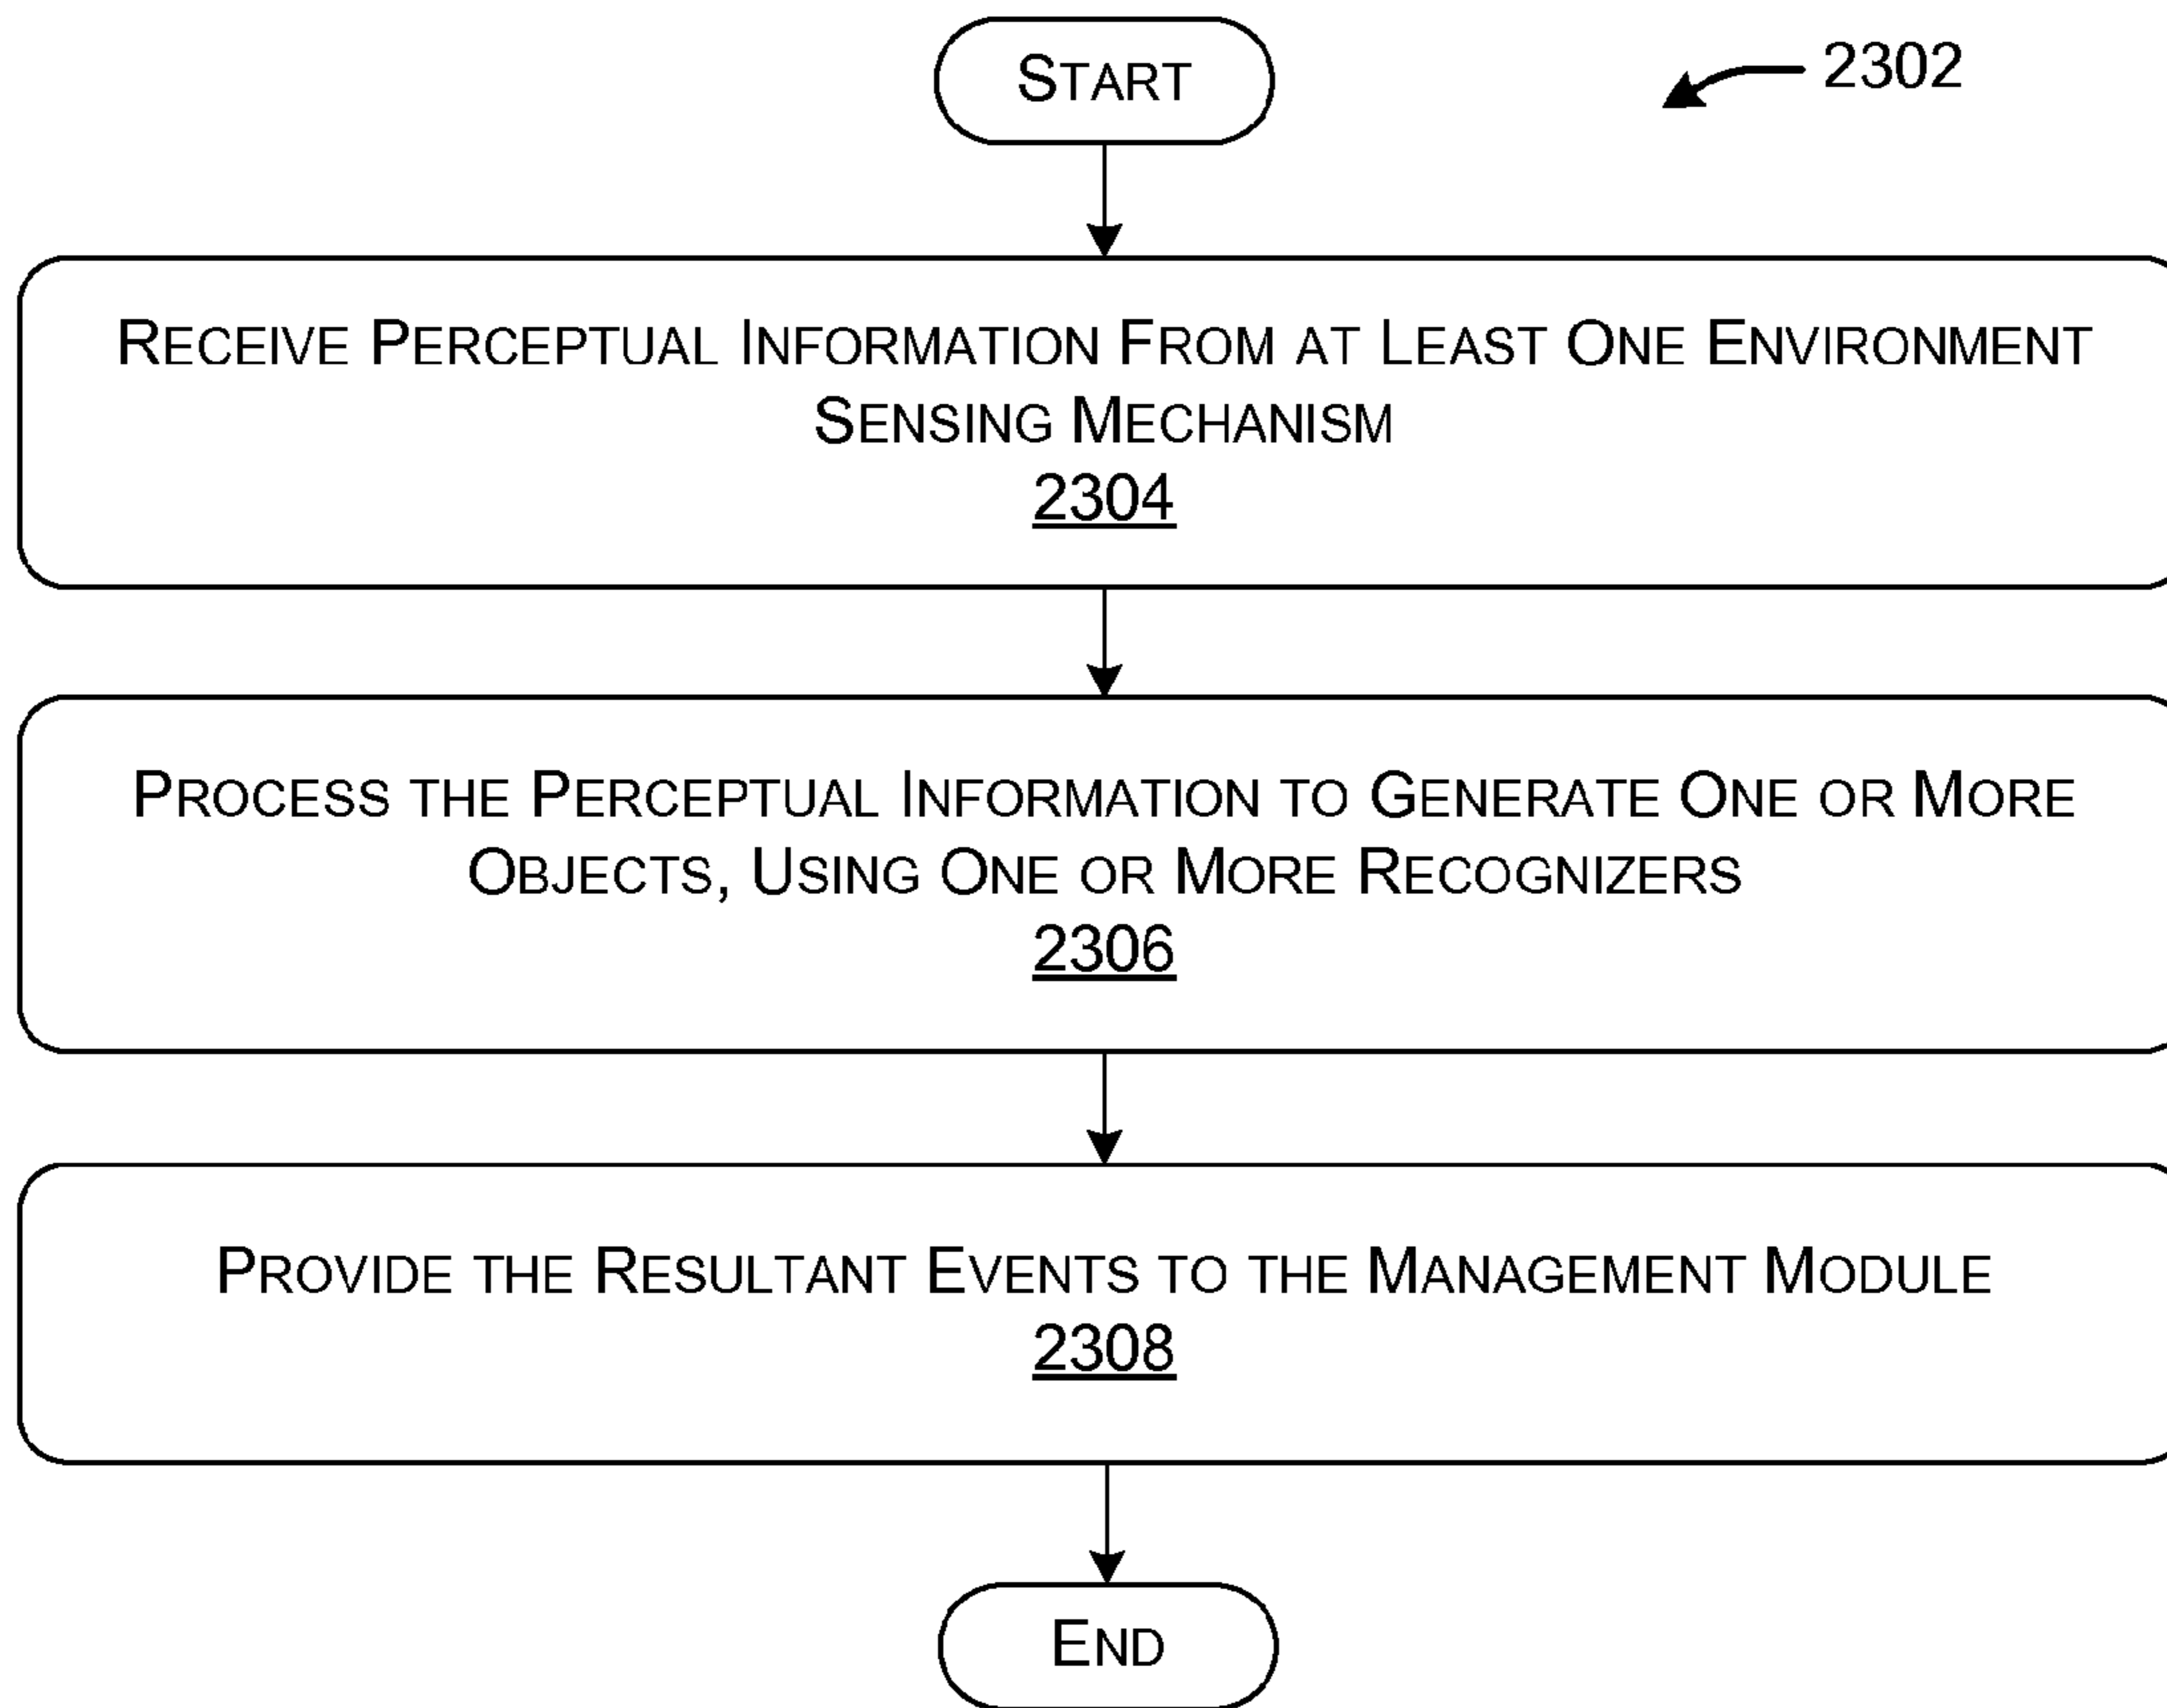 START
2302
RECEIVE PERCEPTUAL INFORMATION FROM AT LEAST ONE ENVIRONMENT
SENSING MECHANISM
2304
PROCESS THE PERCEPTUAL INFORMATION TO GENERATE ONE OR MORE
OBJECTS, USING ONE OR MORE RECOGNIZERS
2306
PROVIDE THE RESULTANT EVENTS TO THE MANAGEMENT MODULE
2308
END